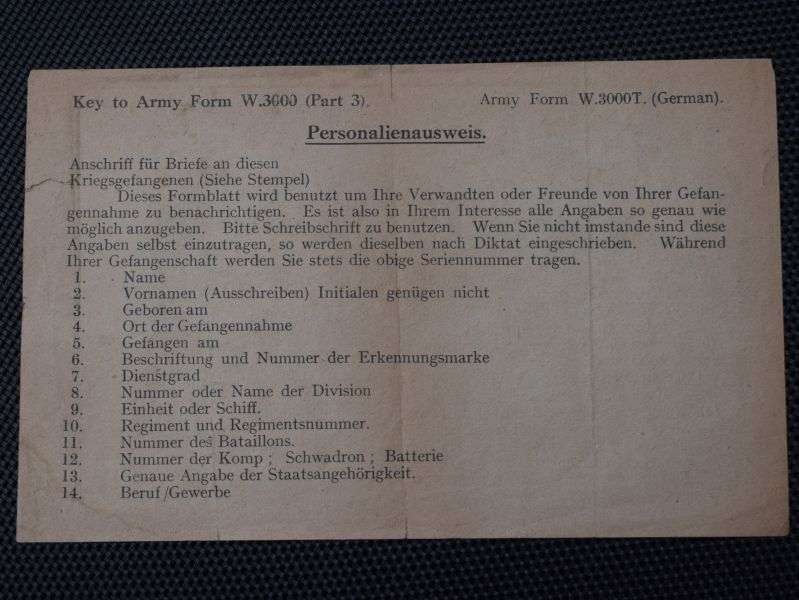 Key to Army Form W.3000 (Part 3).
Army Form W.3000T. (German).
Personalienausweis.
Anschrift für Briefe an diesen
Kriegsgefangenen (Siehe Stempel)
Dieses Formblatt wird benutzt um Ihre Verwandten oder Freunde von Ihrer Gefan-
gennahme zu benachrichtigen. Es ist also in Ihrem Interesse alle Angaben so genau wie
möglich anzugeben. Bitte Schreibschrift zu benutzen. Wenn Sie nicht imstande sind diese
Angaben selbst einzutragen, so werden dieselben nach Diktat eingeschrieben. Während
Ihrer Gefangenschaft werden Sie stets die obige Seriennummer tragen.
1. Name
2. Vornamen (Ausschreiben) Initialen genügen nicht
3. Geboren am
4. Ort der Gefangennahme
5. Gefangen am
6. Beschriftung und Nummer der Erkennungsmarke
7. Dienstgrad
8. Nummer oder Name der Division
9. Einheit oder Schiff.
10. Regiment und Regimentsnummer.
11. Nummer des Bataillons.
12. Nummer der Komp ; Schwadron ; Batterie
13. Genaue Angabe der Staatsangehörigkeit.
14. Beruf/Gewerbe